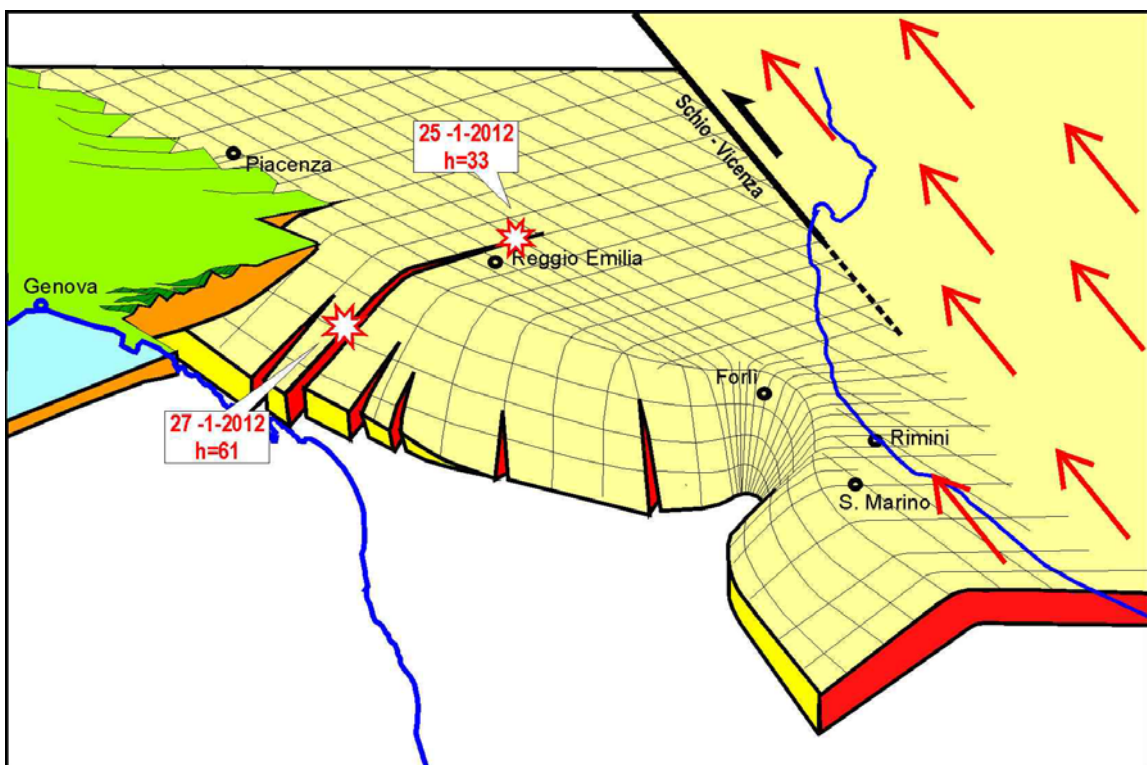 25 -1-2012
h=33
Schio - Vicenza
Piacenza
Reggio Emilia
Genova
Forlì
27 -1-2012
h=61
Rimini
S. Marino